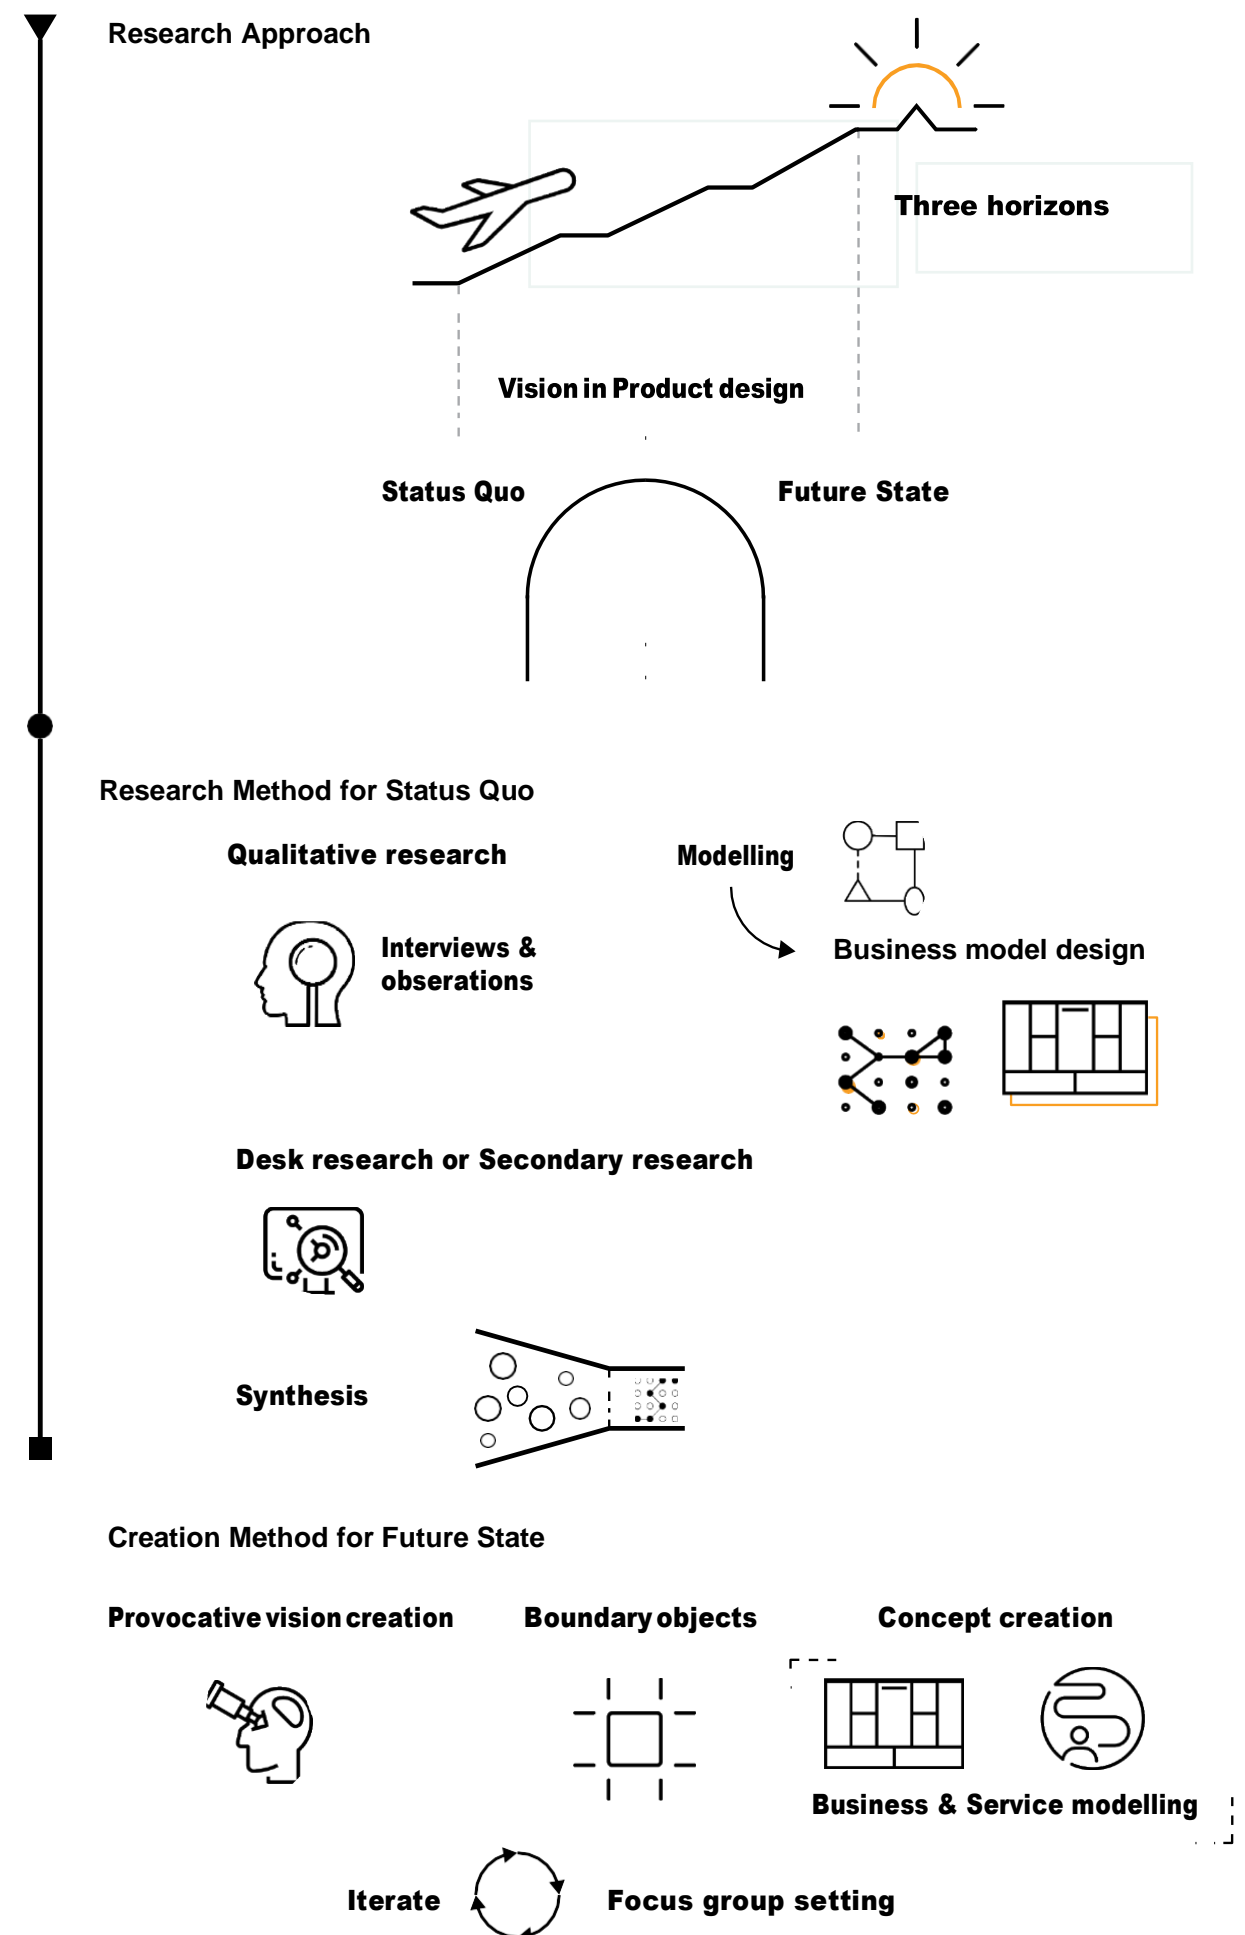 Research Approach
Three horizons
Vision in Product design
Status Quo
Future State
Research Method for Status Quo
Qualitative research
Modelling
Interviews &
obserations
Business model design
Desk research or Secondary research
Synthesis
Creation Method for Future State
Provocative vision creation
Boundary objects
Concept creation
Business & Service modelling
Iterate
Focus group setting